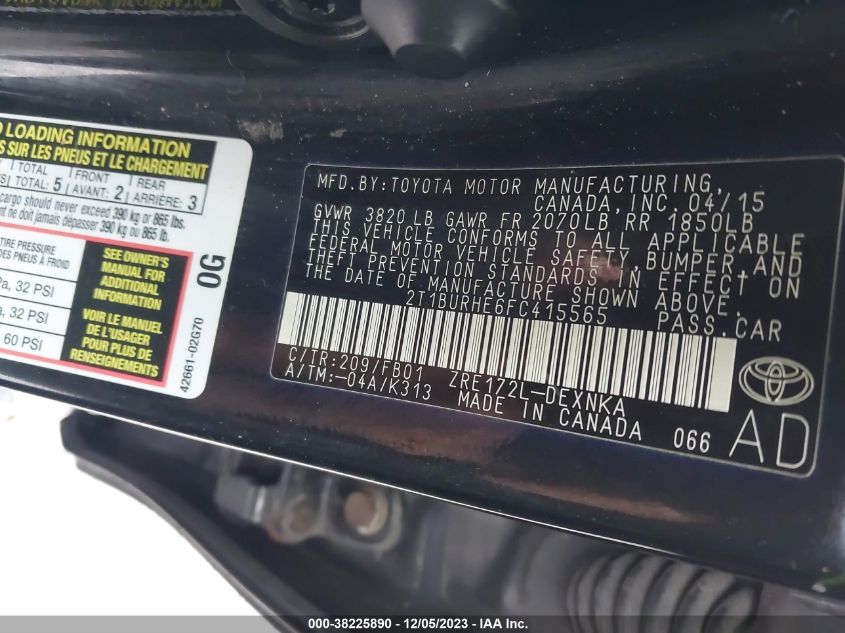 LOADING INFORMATION
SUR LES PNEUS ET LE CHARGEMENT
TOTAL
TOTAL: 5
FRONT
AVANT: 2
REAR
ARRIÈRE: 3
cargo should never exceed 390 kg or 865 lbs.
ne doit jamais dépasser 390 kg ou 865 lb.
TIRE PRESSURE
DES PNEUS À FROID
32 PSI
32 PSI
60 PSI
SEE OWNER'S
MANUAL FOR
ADDITIONAL
INFORMATION
VOIR LE MANUEL
DE L'USAGER
POUR PLUS DE
RENSEIGNEMENTS
0G
42661-02G70
MFD.BY:TOYOTA MOTOR MANUFACTURING,
CANADA, INC. 04/15
GVWR 3820 LB GAWR FR 2070LB RR 1850LB
THIS VEHICLE CONFORMS TO ALL APPLICABLE
FEDERAL MOTOR VEHICLE SAFETY, BUMPER, AND
THEFT PREVENTION STANDARDS IN EFFECT ON
THE DATE OF MANUFACTURE SHOWN ABOVE.
2T1BURHE6FC415565 PASS.CAR
C/TR:209/FB01 ZRE172L-DEXNKA
A/TM:-04A/K313 MADE IN CANADA 066
AD
000-38225890 - 12/05/2023 - IAA Inc.